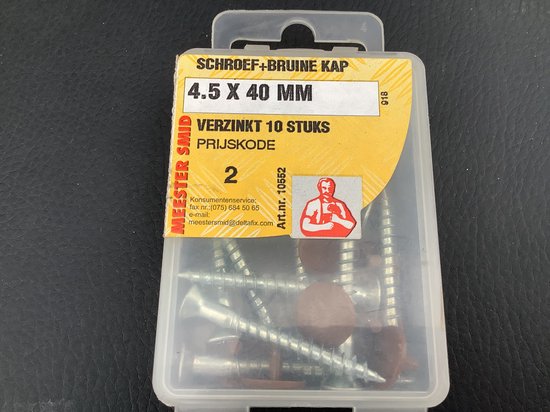 SCHROEF+BRUINE KAP
4.5 X 40 MM
918
VERZINKT 10 STUKS
PRIJSKODE
2
MEESTER SMID
Konsumentenservice:
fax nr.:(075) 684 50 65
e-mail:
meestersmid@deltafix.com
Art.nr. 10552